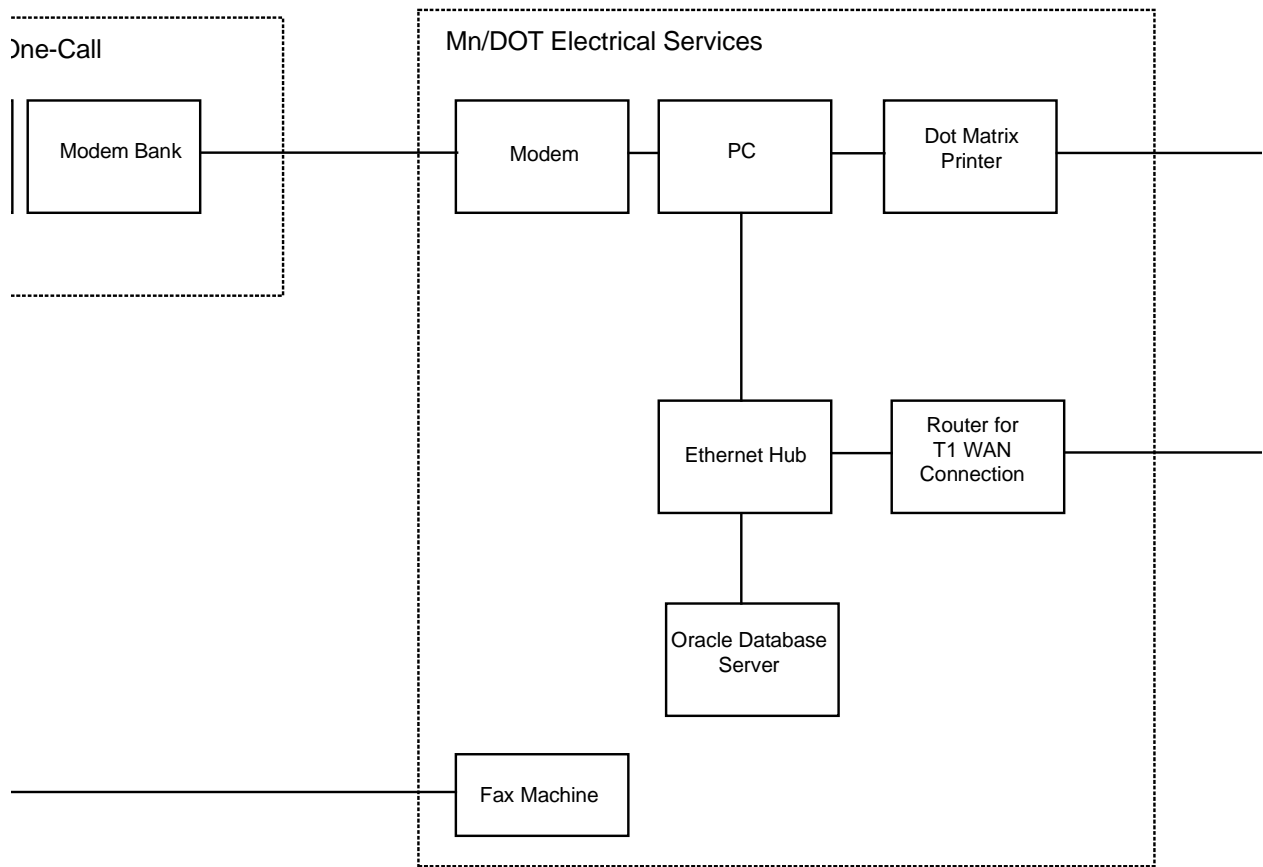 One-Call
Mn/DOT Electrical Services
Modem Bank
Modem
PC
Dot Matrix
Printer
Ethernet Hub
Router for
T1 WAN
Connection
Oracle Database
Server
Fax Machine